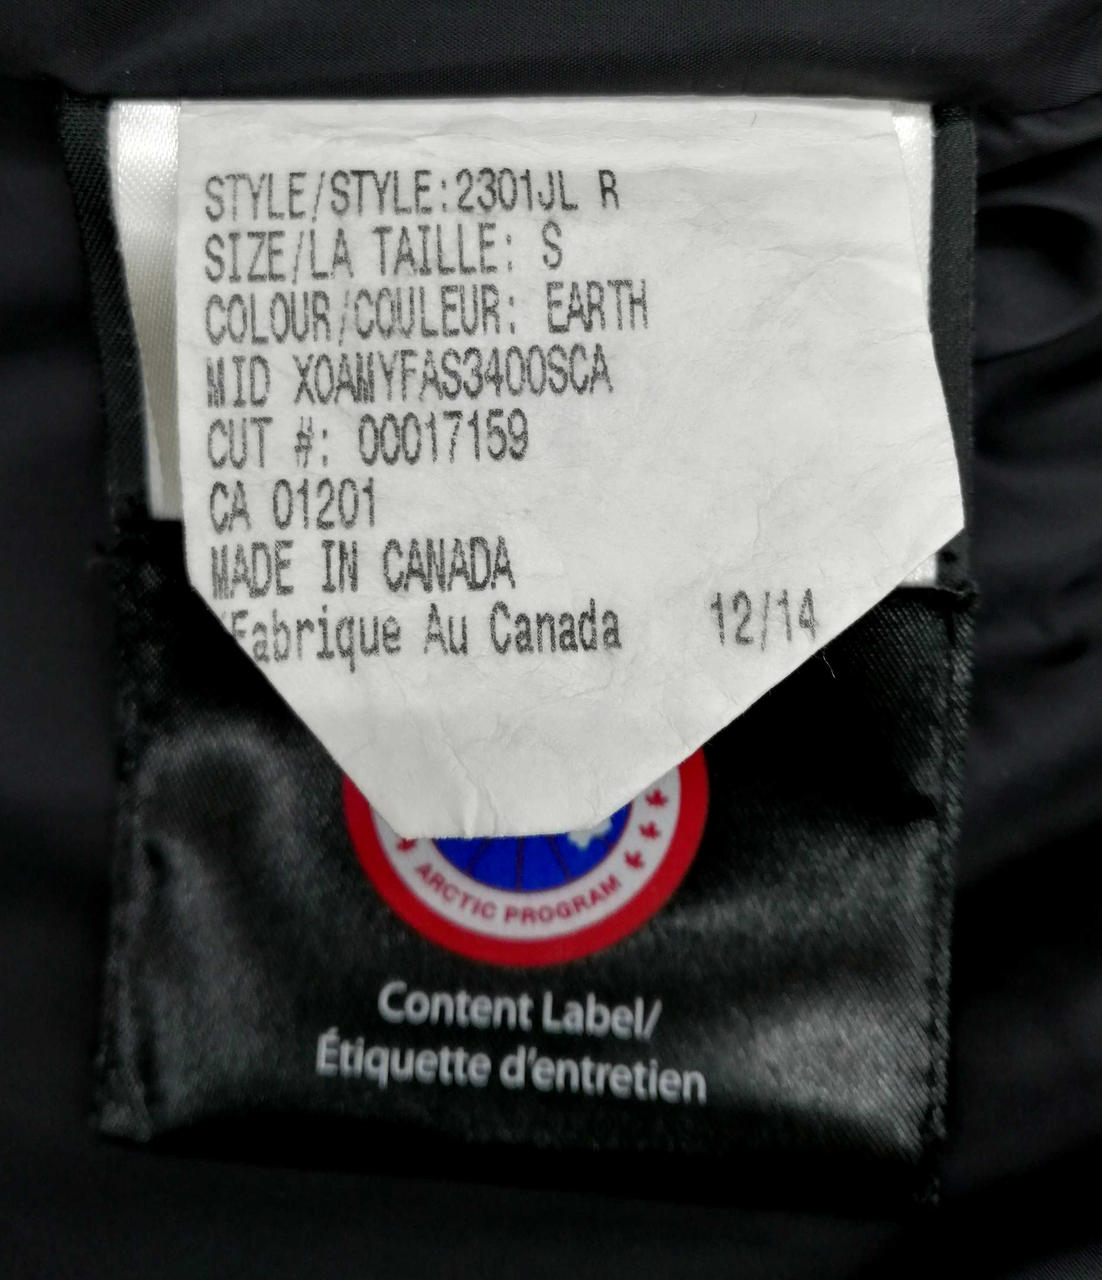 STYLE/STYLE:2301JL R
SIZE/LA TAILLE: S
COLOUR/COULEUR: EARTH
MID XOAMYFAS3400SCA
CUT #: 00017159
CA 01201
MADE IN CANADA
Fabrique Au Canada 12/14
ARCTIC PROGRAM
Content Label/
Étiquette d'entretien